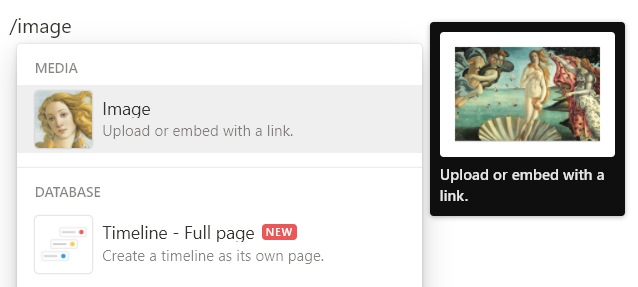 /image
MEDIA
Image
Upload or embed with a link.
DATABASE
Timeline - Full page NEW
Create a timeline as its own page.
Upload or embed with a
link.